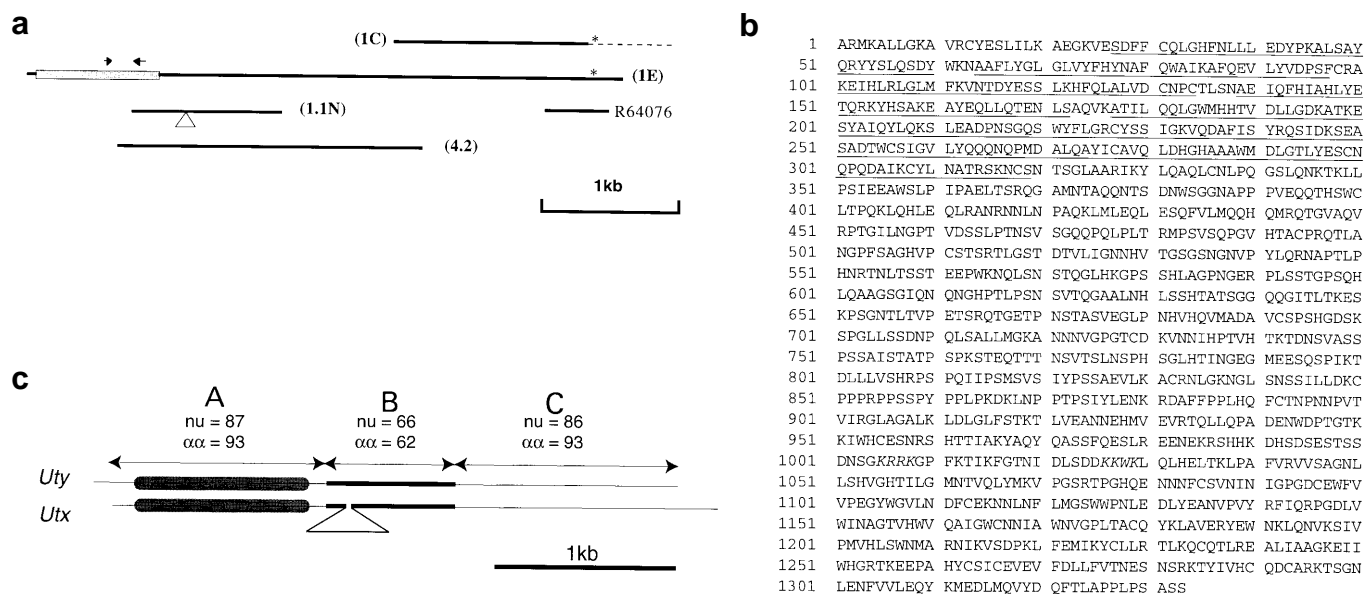 a
(1C)
*
*
(1E)
(1.1N)
R64076
(4.2)
1kb
b
1 ARMKALLGKA VRCYESLILK AEGKVESDFF CQLGHFNLLL EDYPKALSAY
51 QRYYSLQSDY WKNAAFLYGL GLVYFHYNAF QWAIKAFQEV LYVDPSFCRA
101 KEIHLRLGLM FKVNTDYESS LKHFQLALVD CNPCTLSNAE IQFHIAHLYE
151 TQRKYHSAKE AYEQLLQTEN LSAQVKATIL QQLGWMHHTV DLLGDKATKE
201 SYAIQYLQKS LEADPNSGQS WYFLGRCYSS IGKVQDAFIS YRQSIDKSEA
251 SADTWCSIGV LYQQQNQPMD ALQAYICAVQ LDHGHAAAWM DLGTLYESCN
301 QPQDAIKCYL NATRSKNCSN TSGLAARIKY LQAQLCNLPQ GSLQNKTKLL
351 PSIEEAWSLP IPAELTSRQG AMNTAQQNTS DNWSGGNAPP PVEQQTHSWC
401 LTPQKLQHLE QLRANRNNLN PAQKLMLEQL ESQFVLMQQH QMRQTGVAQV
451 RPTGILNGPT VDSSLPTNSV SGQQPQLPLT RMPSVSQPGV HTACPRQTLA
501 NGPFSAGHVP CSTSRTLGST DTVLIGNNHV TGSGSNGNVP YLQRNAPTLP
551 HNRTNLTSST EEPWKNQLSN STQGLHKGPS SHLAGPNGER PLSSTGPSQH
601 LQAAGSGIQN QNGHPTLPSN SVTQGAALNH LSSHTATSGG QQGITLTKES
651 KPSGNTLTVP ETSRQTGETP NSTASVEGLP NHVHQVMADA VCSPSHGDSK
701 SPGLLSSDNP QLSALLMGKA NNNVGPGTCD KVNNIHPTVH TKTDNSVASS
751 PSSAISTATP SPKSTEQTTT NSVTSLNSPH SGLHTINGEG MEESQSPIKT
801 DLLLVSHRPS PQIIPSMSVS IYPSSAEVLK ACRNLGKNGL SNSSILLDKC
851 PPPRPPSSPY PPLPKDKLNP PTPSIYLENK RDAFFPPLHQ FCTNPNNPVT
901 VIRGLAGALK LDLGLFSTKT LVEANNEHMV EVRTQLLQPA DENWDPTGTK
951 KIWHCESNRS HTTIAKYAQY QASSFQESLR EENEKRSHHK DHSDSESTSS
1001 DNSGKRRKGP FKTIKFGTNI DLSDDKKWKL QLHELTKLPA FVRVVSAGNL
1051 LSHVGHTILG MNTVQLYMKV PGSRTPGHQE NNNFCSVNIN IGPGDCEWFV
1101 VPEGYWGVLN DFCEKNNLNF LMGSWWPNLE DLYEANVPVY RFIQRPGDLV
1151 WINAGTVHWV QAIGWCNNIA WNVGPLTACQ YKLAVERYEW NKLQNVKSIV
1201 PMVHLSWNMA RNIKVSDPKL FEMIKYCLLR TLKQCQTLRE ALIAAGKEII
1251 WHGRTKEEPA HYCSICEVEV FDLLFVTNES NSRKTYIVHC QDCARKTSGN
1301 LENFVVLEQY KMEDLMQVYD QFTLAPPLPS ASS
c
A B C
nu = 87 nu = 66 nu = 86
αα = 93 αα = 62 αα = 93
Uty
Utx
1kb